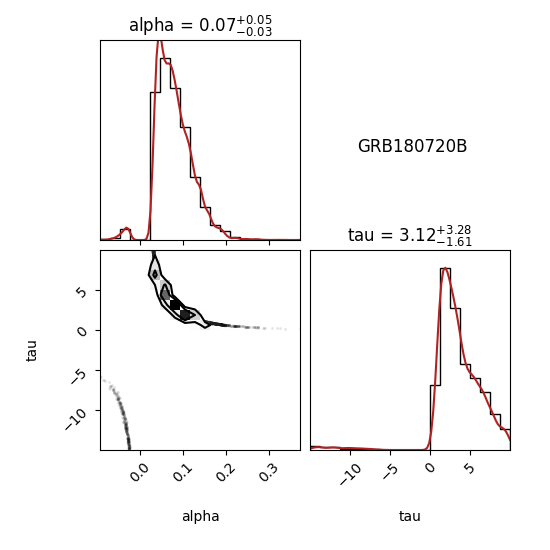 alpha = 0.07+0.05−0.03
GRB180720B
tau = 3.12+3.28−1.61
5
0
−5
−10
tau
0.0 0.1 0.2 0.3
alpha
−10 −5 0 5
tau